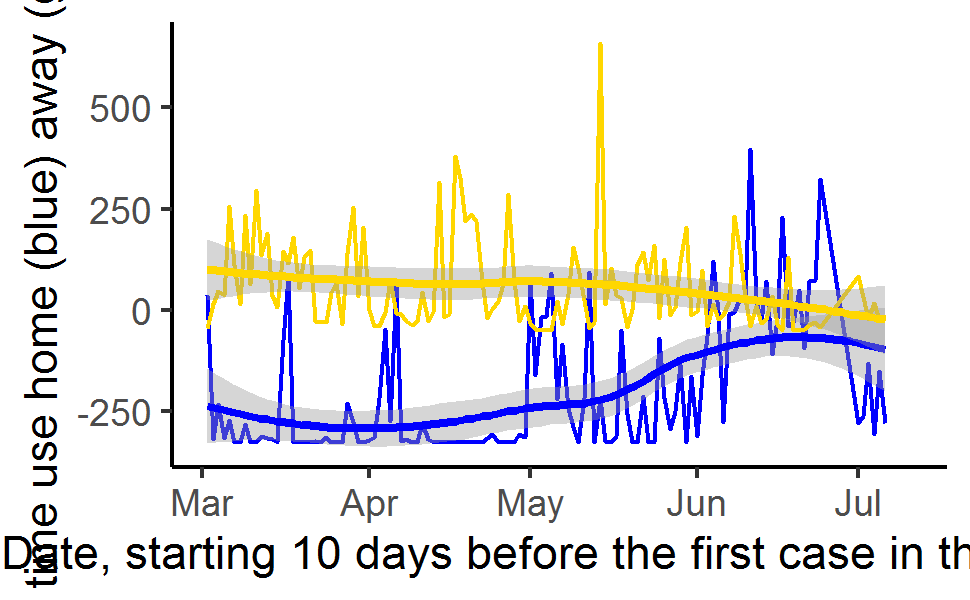 time use home (blue) away (
500
250
0
-250
Mar Apr May Jun Jul
Date, starting 10 days before the first case in th